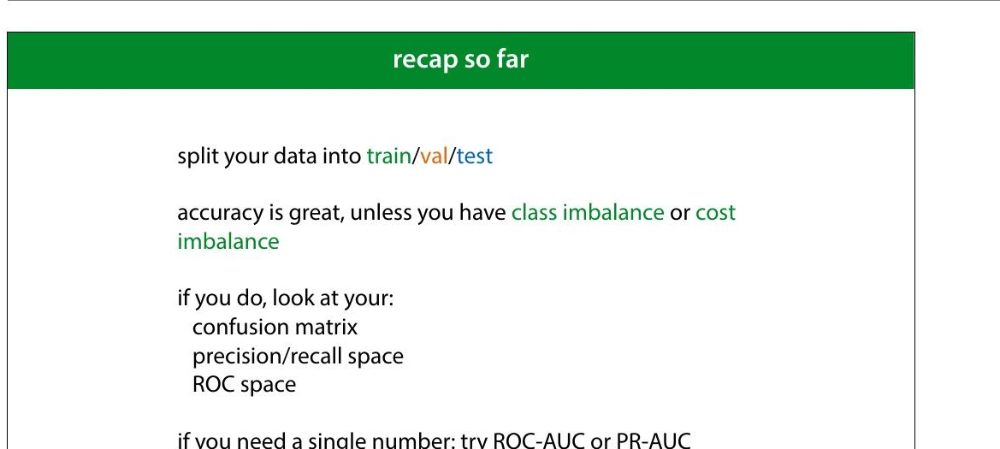 recap so far
split your data into train/val/test
accuracy is great, unless you have class imbalance or cost
imbalance
if you do, look at your:
confusion matrix
precision/recall space
ROC space
if you need a single number: try ROC-AUC or PR-AUC